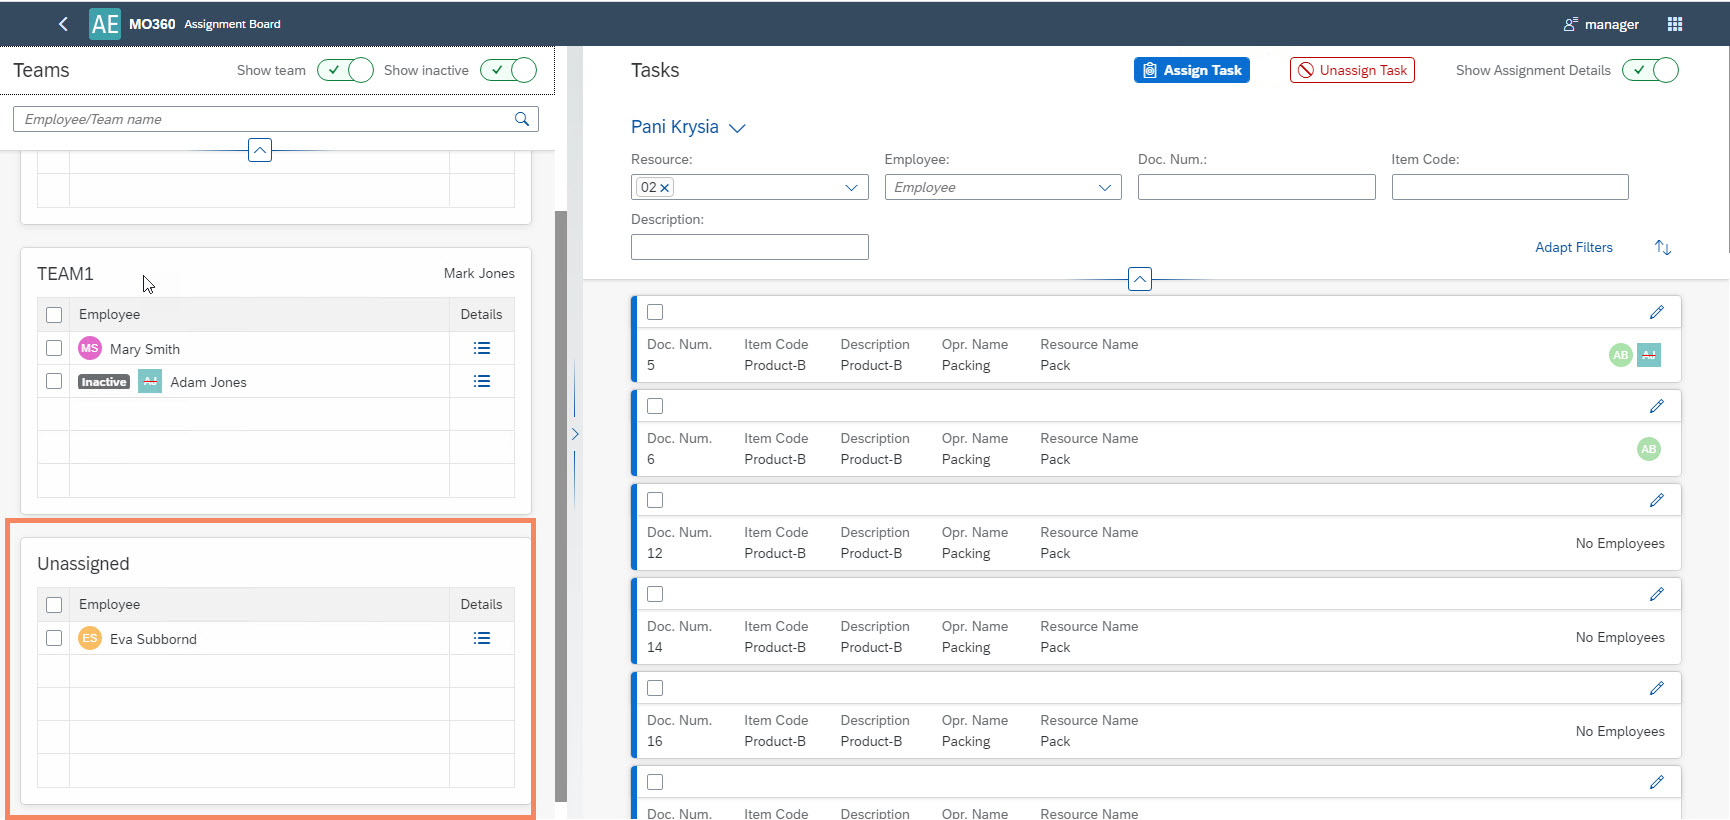 AE MO360 Assignment Board
manager
Teams
Show team
Show inactive
Employee/Team name
TEAM1
Mark Jones
Employee Details
MS Mary Smith
Inactive AJ Adam Jones
Unassigned
Employee Details
ES Eva Subbornd
Tasks
Assign Task
Unassign Task
Show Assignment Details
Pani Krysia
Resource: Employee: Doc. Num.: Item Code:
02 Employee
Description:
Adapt Filters
Doc. Num. Item Code Description Opr. Name Resource Name
5 Product-B Product-B Packing Pack
AB AJ
Doc. Num. Item Code Description Opr. Name Resource Name
6 Product-B Product-B Packing Pack
AB
Doc. Num. Item Code Description Opr. Name Resource Name
12 Product-B Product-B Packing Pack
No Employees
Doc. Num. Item Code Description Opr. Name Resource Name
14 Product-B Product-B Packing Pack
No Employees
Doc. Num. Item Code Description Opr. Name Resource Name
16 Product-B Product-B Packing Pack
No Employees
Doc. Num. Item Code Description Opr. Name Resource Name